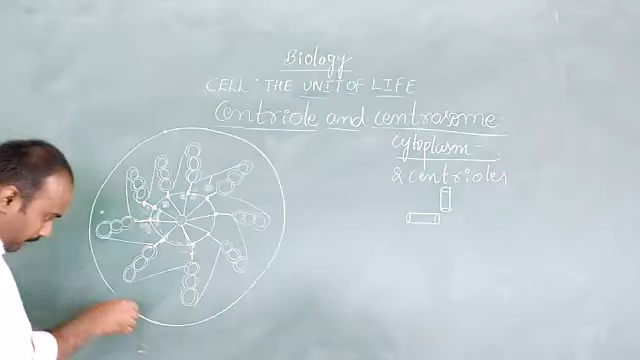 Biology
CELL: THE UNIT OF LIFE
Centriole and centrosome.
Cytoplasm -
2 centrioles